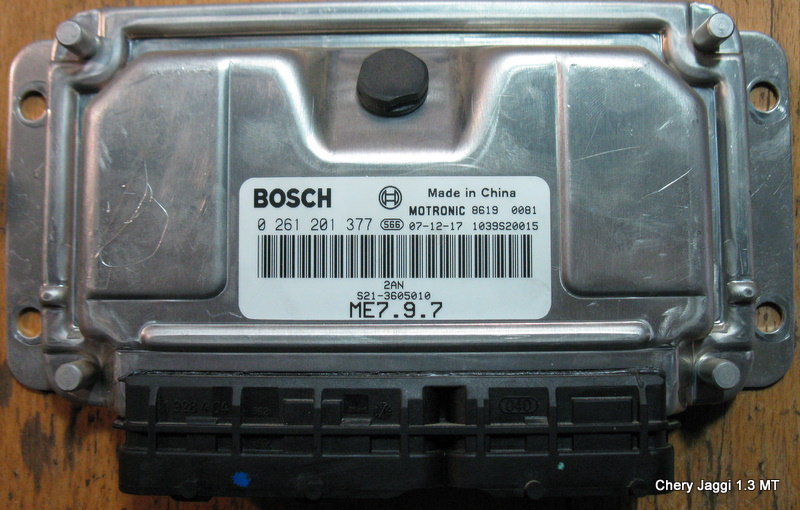 BOSCH Made in China
MOTRONIC 8619 0081
0 261 201 377 S66 07-12-17 1039S20015
2AN
S21-3605010
ME7.9.7
Chery Jaggi 1.3 MT